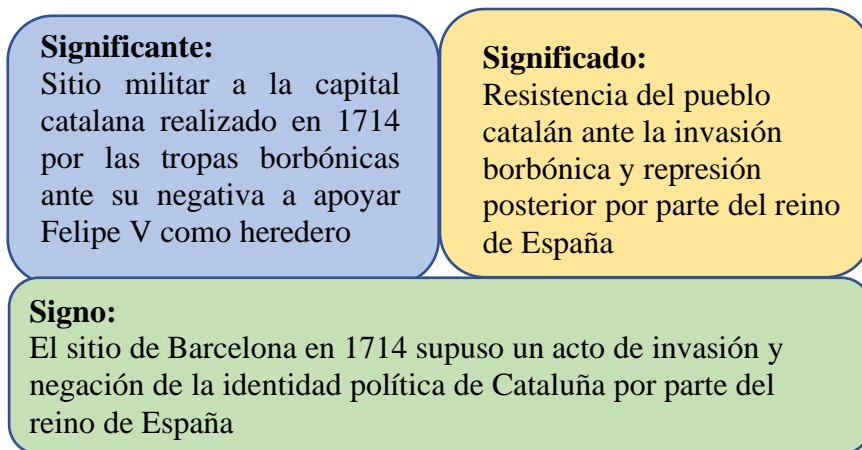 Significante:
Sitio militar a la capital
catalana realizado en 1714
por las tropas borbónicas
ante su negativa a apoyar
Felipe V como heredero
Significado:
Resistencia del pueblo
catalán ante la invasión
borbónica y represión
posterior por parte del reino
de España
Signo:
El sitio de Barcelona en 1714 supuso un acto de invasión y
negación de la identidad política de Cataluña por parte del
reino de España